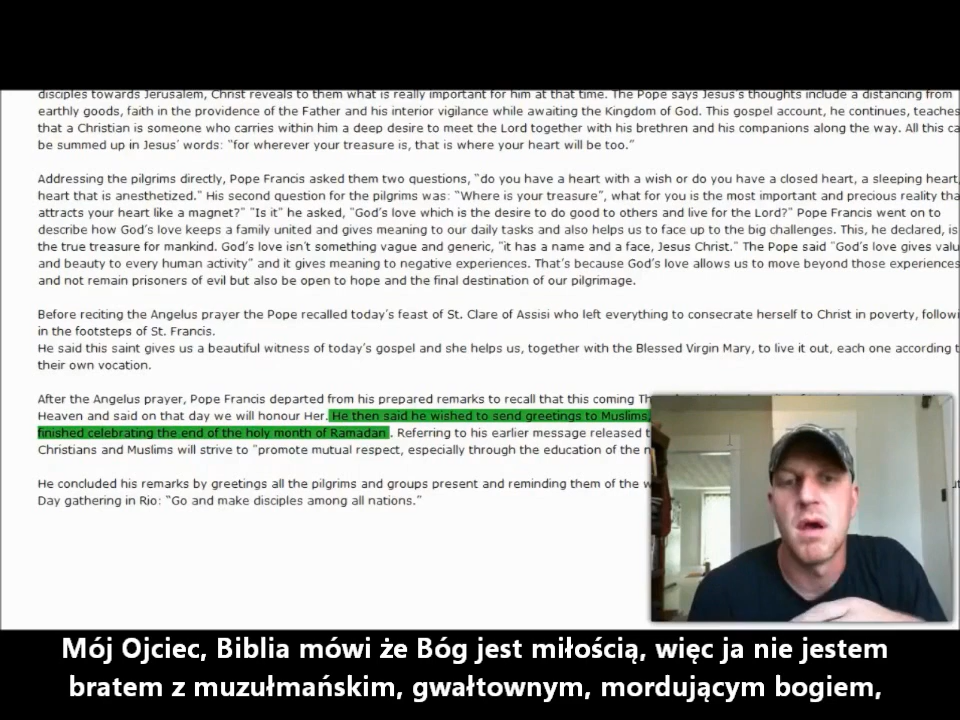 disciples towards Jerusalem, Christ reveals to them what is really important for him at that time. The Pope says Jesus's thoughts include a distancing from
earthly goods, faith in the providence of the Father and his interior vigilance while awaiting the Kingdom of God. This gospel account, he continues, teaches
that a Christian is someone who carries within him a deep desire to meet the Lord together with his brethren and his companions along the way. All this ca
be summed up in Jesus' words: "for wherever your treasure is, that is where your heart will be too."
Addressing the pilgrims directly, Pope Francis asked them two questions, "do you have a heart with a wish or do you have a closed heart, a sleeping heart,
heart that is anesthetized." His second question for the pilgrims was: "Where is your treasure", what for you is the most important and precious reality tha
attracts your heart like a magnet?" "Is it" he asked, "God's love which is the desire to do good to others and live for the Lord?" Pope Francis went on to
describe how God's love keeps a family united and gives meaning to our daily tasks and also helps us to face up to the big challenges. This, he declared, is
the true treasure for mankind. God's love isn't something vague and generic, "it has a name and a face, Jesus Christ." The Pope said "God's love gives valu
and beauty to every human activity" and it gives meaning to negative experiences. That's because God's love allows us to move beyond those experiences
and not remain prisoners of evil but also be open to hope and the final destination of our pilgrimage.
Before reciting the Angelus prayer the Pope recalled today's feast of St. Clare of Assisi who left everything to consecrate herself to Christ in poverty, followi
in the footsteps of St. Francis.
He said this saint gives us a beautiful witness of today's gospel and she helps us, together with the Blessed Virgin Mary, to live it out, each one according t
their own vocation.
After the Angelus prayer, Pope Francis departed from his prepared remarks to recall that this coming Th
Heaven and said on that day we will honour Her. He then said he wished to send greetings to Muslims,
finished celebrating the end of the holy month of Ramadan . Referring to his earlier message released t
Christians and Muslims will strive to "promote mutual respect, especially through the education of the n
He concluded his remarks by greetings all the pilgrims and groups present and reminding them of the w
Day gathering in Rio: "Go and make disciples among all nations."
Mój Ojciec, Biblia mówi że Bóg jest miłością, więc ja nie jestem
bratem z muzułmańskim, gwałtownym, mordującym bogiem,